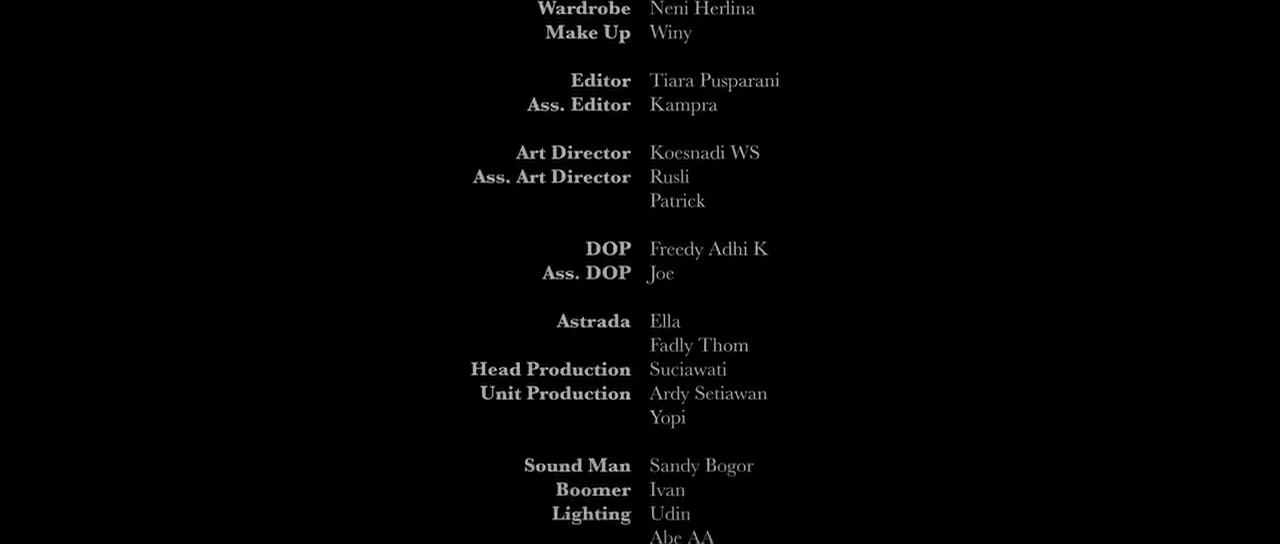 Wardrobe Neni Herlina
Make Up Winy
Editor Tiara Pusparani
Ass. Editor Kampra
Art Director Koesnadi WS
Ass. Art Director Rusli
Patrick
DOP Freedy Adhi K
Ass. DOP Joe
Astrada Ella
Fadly Thom
Head Production Suciawati
Unit Production Ardy Setiawan
Yopi
Sound Man Sandy Bogor
Boomer Ivan
Lighting Udin
Abe AA